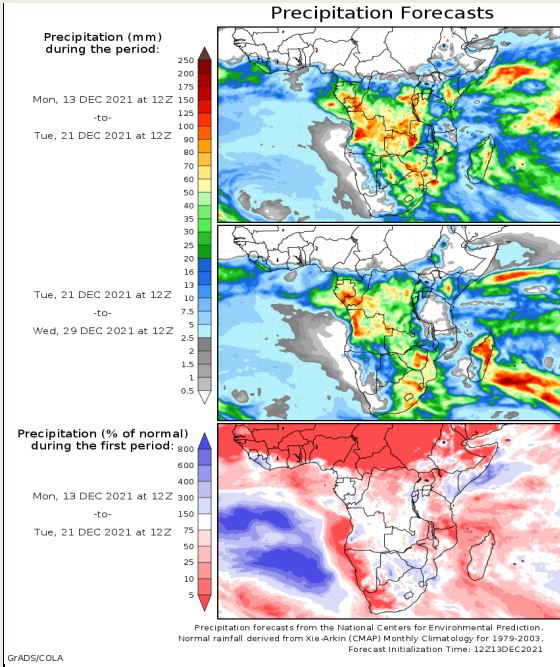 Precipitation Forecasts
Precipitation (mm)
during the period:
Mon, 13 DEC 2021 at 12Z
-to-
Tue, 21 DEC 2021 at 12Z
250
200
175
150
125
100
90
80
70
60
50
40
35
30
25
20
16
13
10
7.5
5
2.5
2
1.5
1
0.5
Tue, 21 DEC 2021 at 12Z
-to-
Wed, 29 DEC 2021 at 12Z
Precipitation (% of normal)
during the first period:
Mon, 13 DEC 2021 at 12Z
-to-
Tue, 21 DEC 2021 at 12Z
800
600
400
300
150
75
50
25
10
5
Precipitation forecasts from the National Centers for Environmental Prediction.
Normal rainfall derived from Xie-Arkin (CMAP) Monthly Climatology for 1979-2003.
Forecast Initialization Time: 12Z13DEC2021
GrADS/COLA